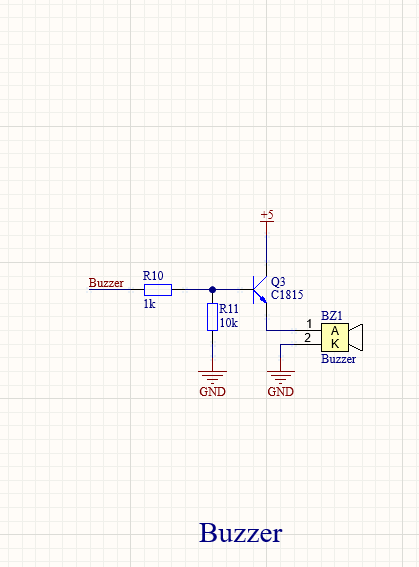 +5
R10
Buzzer
1k
Q3
C1815
R11
10k
BZ1
1
A
2
K
Buzzer
GND
GND
Buzzer